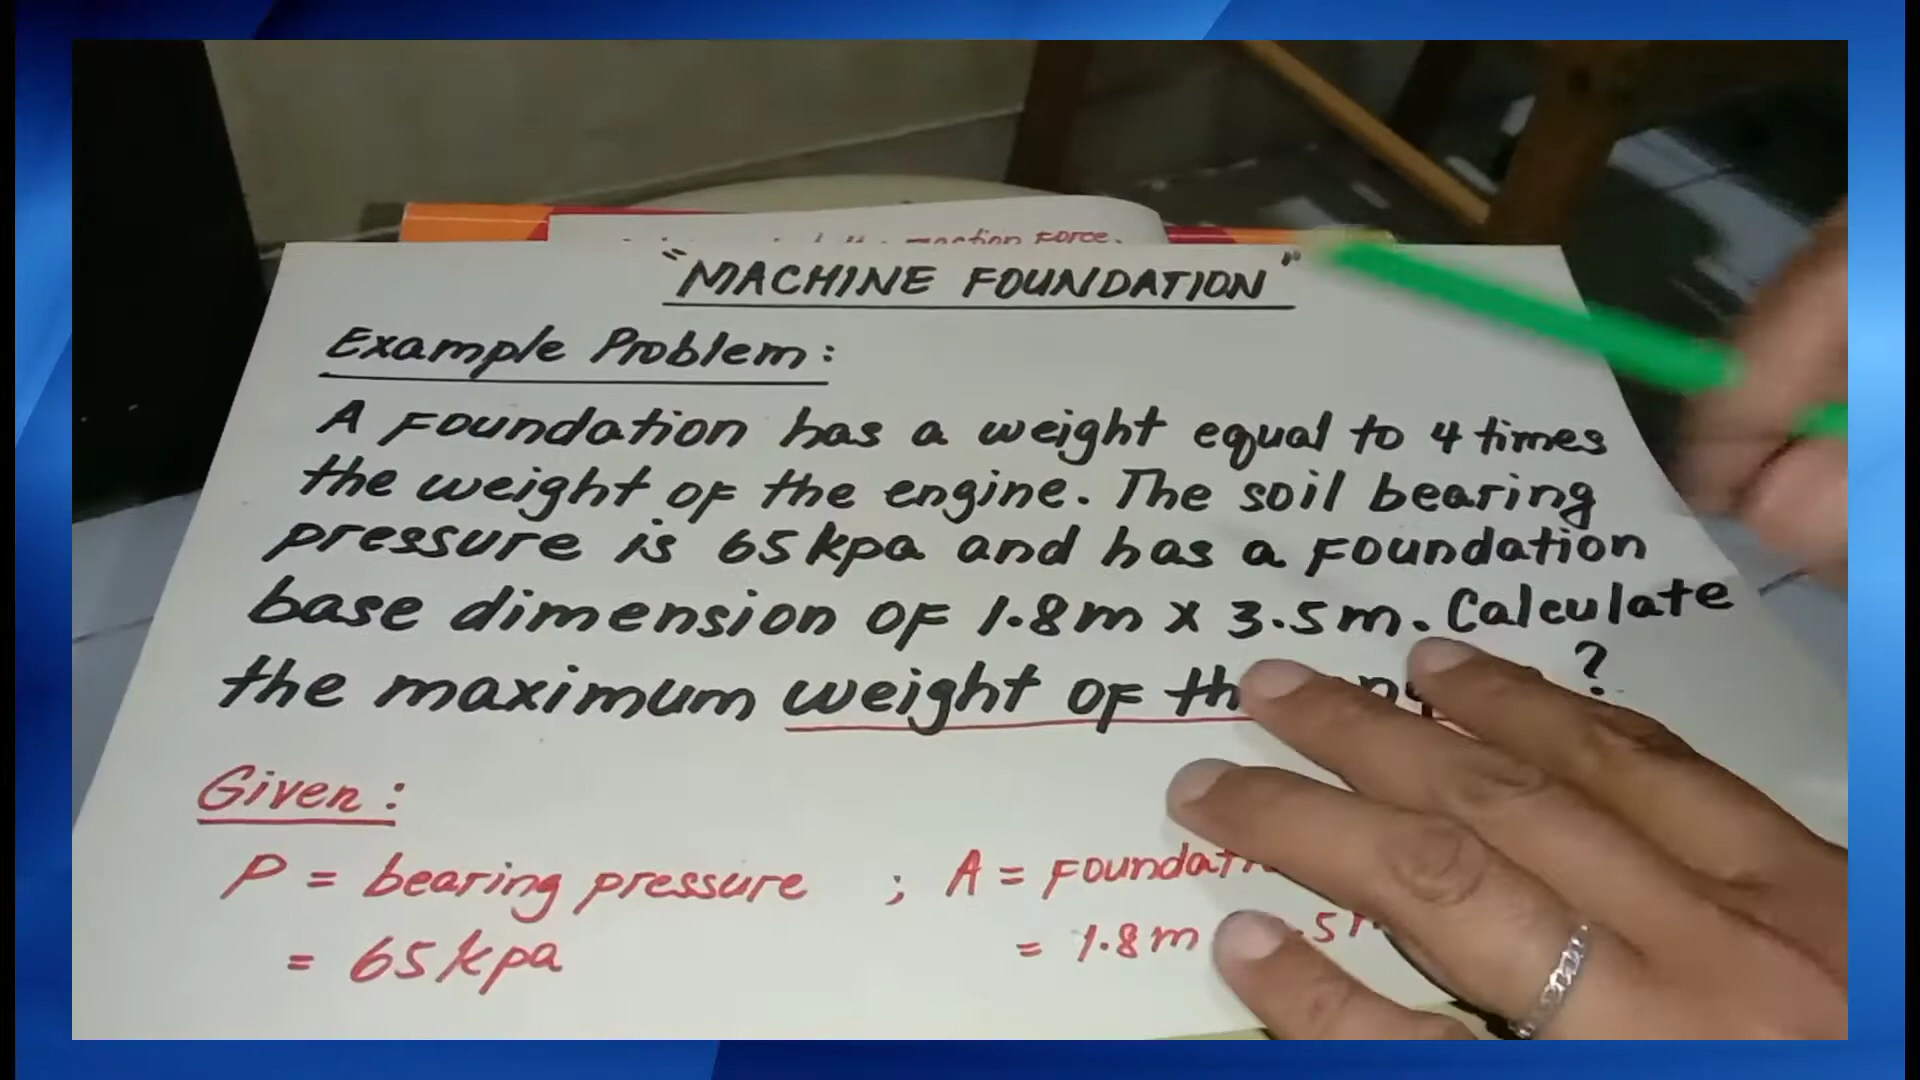 reaction Force.
"MACHINE FOUNDATION"
Example Problem:
A Foundation has a weight equal to 4 times
the weight of the engine. The soil bearing
pressure is 65kpa and has a Foundation
base dimension of 1.8m x 3.5m. Calculate
the maximum weight of ?
Given:
P = bearing pressure ; A =
= 65kpa = 1.8m